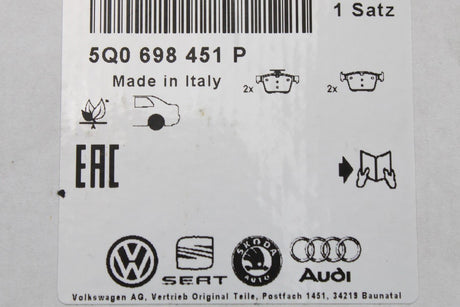 1 Satz
5Q0 698 451 P
Made in Italy
2x
2x
EAC
SEAT
ŠKODA
AUTO
Audi
Volkswagen AG, Vertrieb Original Teile, Postfach 1451, 34219 Baunatal